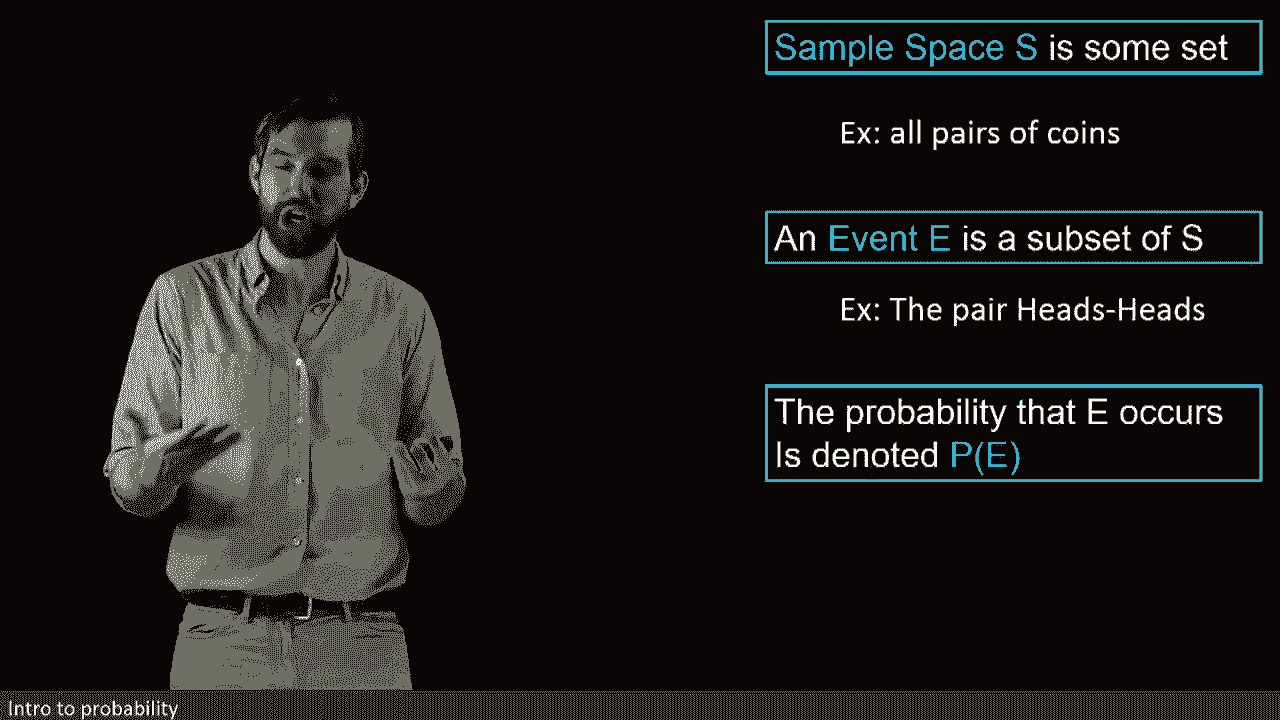 Sample Space S is some set
Ex: all pairs of coins
An Event E is a subset of S
Ex: The pair Heads-Heads
The probability that E occurs
Is denoted P(E)
Intro to probability